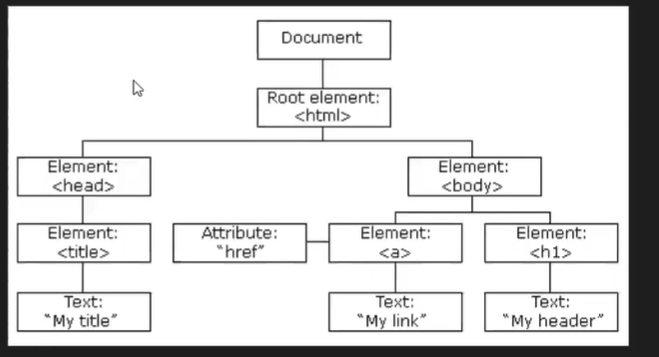 Document
Root element:
<html>
Element:
<head>
Element:
<body>
Element:
<title>
Attribute:
"href"
Element:
<a>
Element:
<h1>
Text:
"My title"
Text:
"My link"
Text:
"My header"